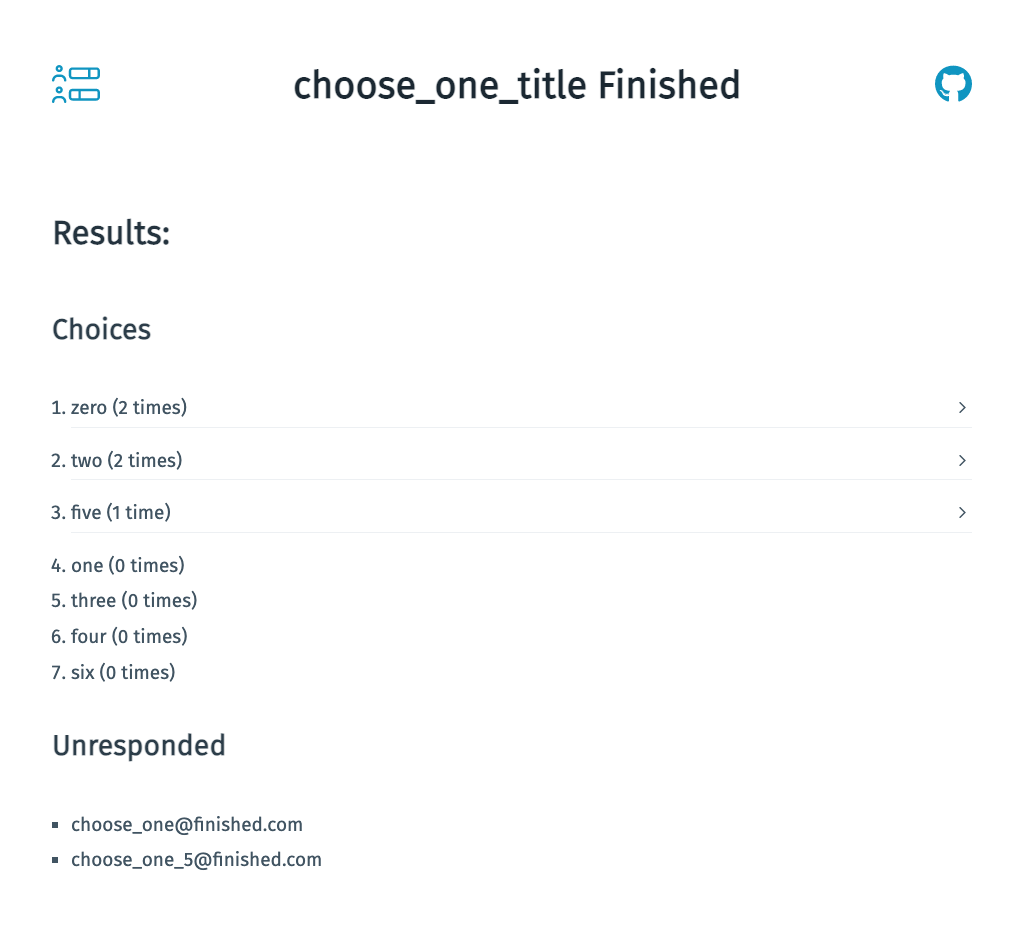 choose_one_title Finished
Results:
Choices
1. zero (2 times)
2. two (2 times)
3. five (1 time)
4. one (0 times)
5. three (0 times)
6. four (0 times)
7. six (0 times)
Unresponded
▪ choose_one@finished.com
▪ choose_one_5@finished.com